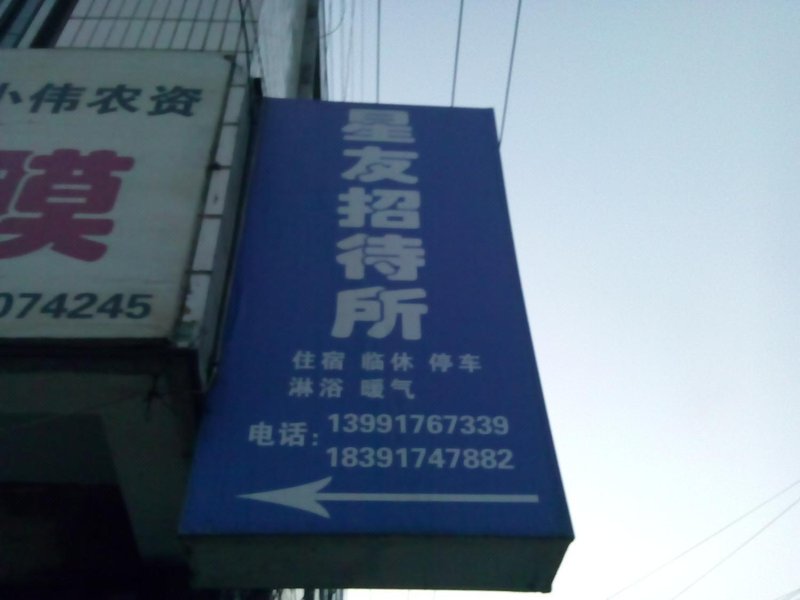 小伟农资
膜
074245
星友招待所
住宿 临休 停车
淋浴 暖气
电话:
13991767339
18391747882